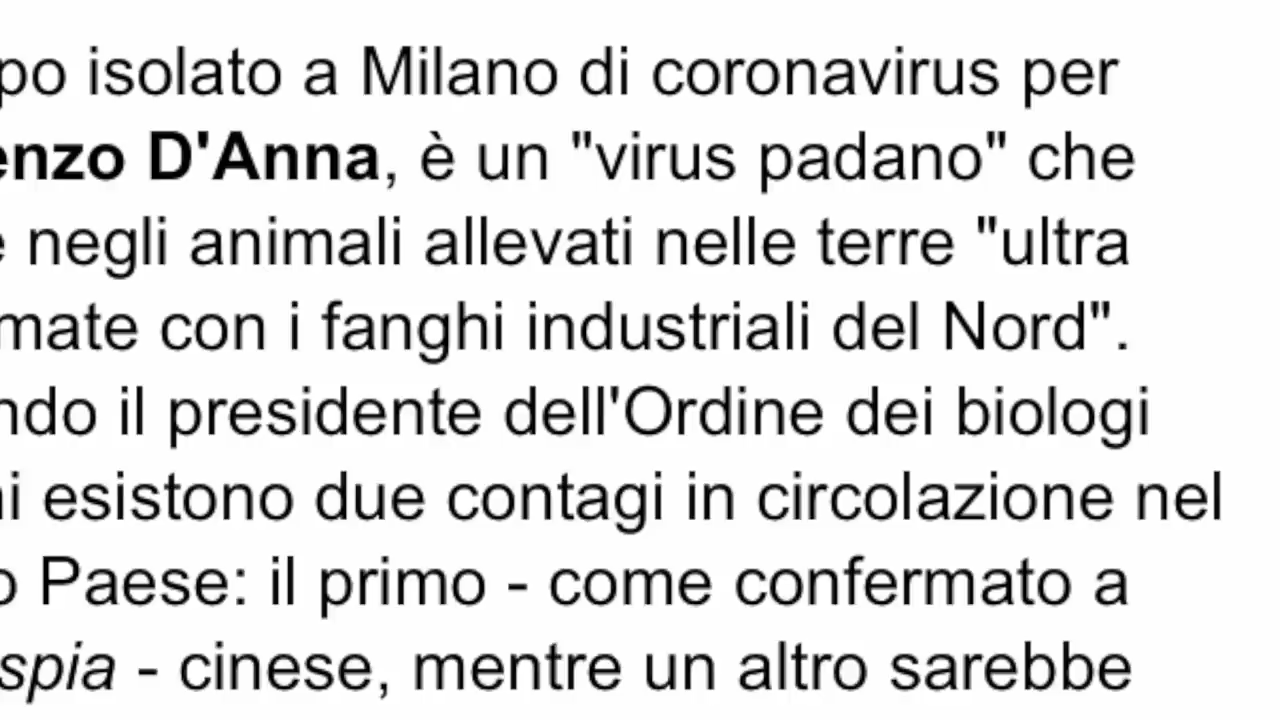 po isolato a Milano di coronavirus per
enzo D'Anna, è un "virus padano" che
e negli animali allevati nelle terre "ultra
mate con i fanghi industriali del Nord".
ndo il presidente dell'Ordine dei biologi
ni esistono due contagi in circolazione nel
o Paese: il primo - come confermato a
spia - cinese, mentre un altro sarebbe